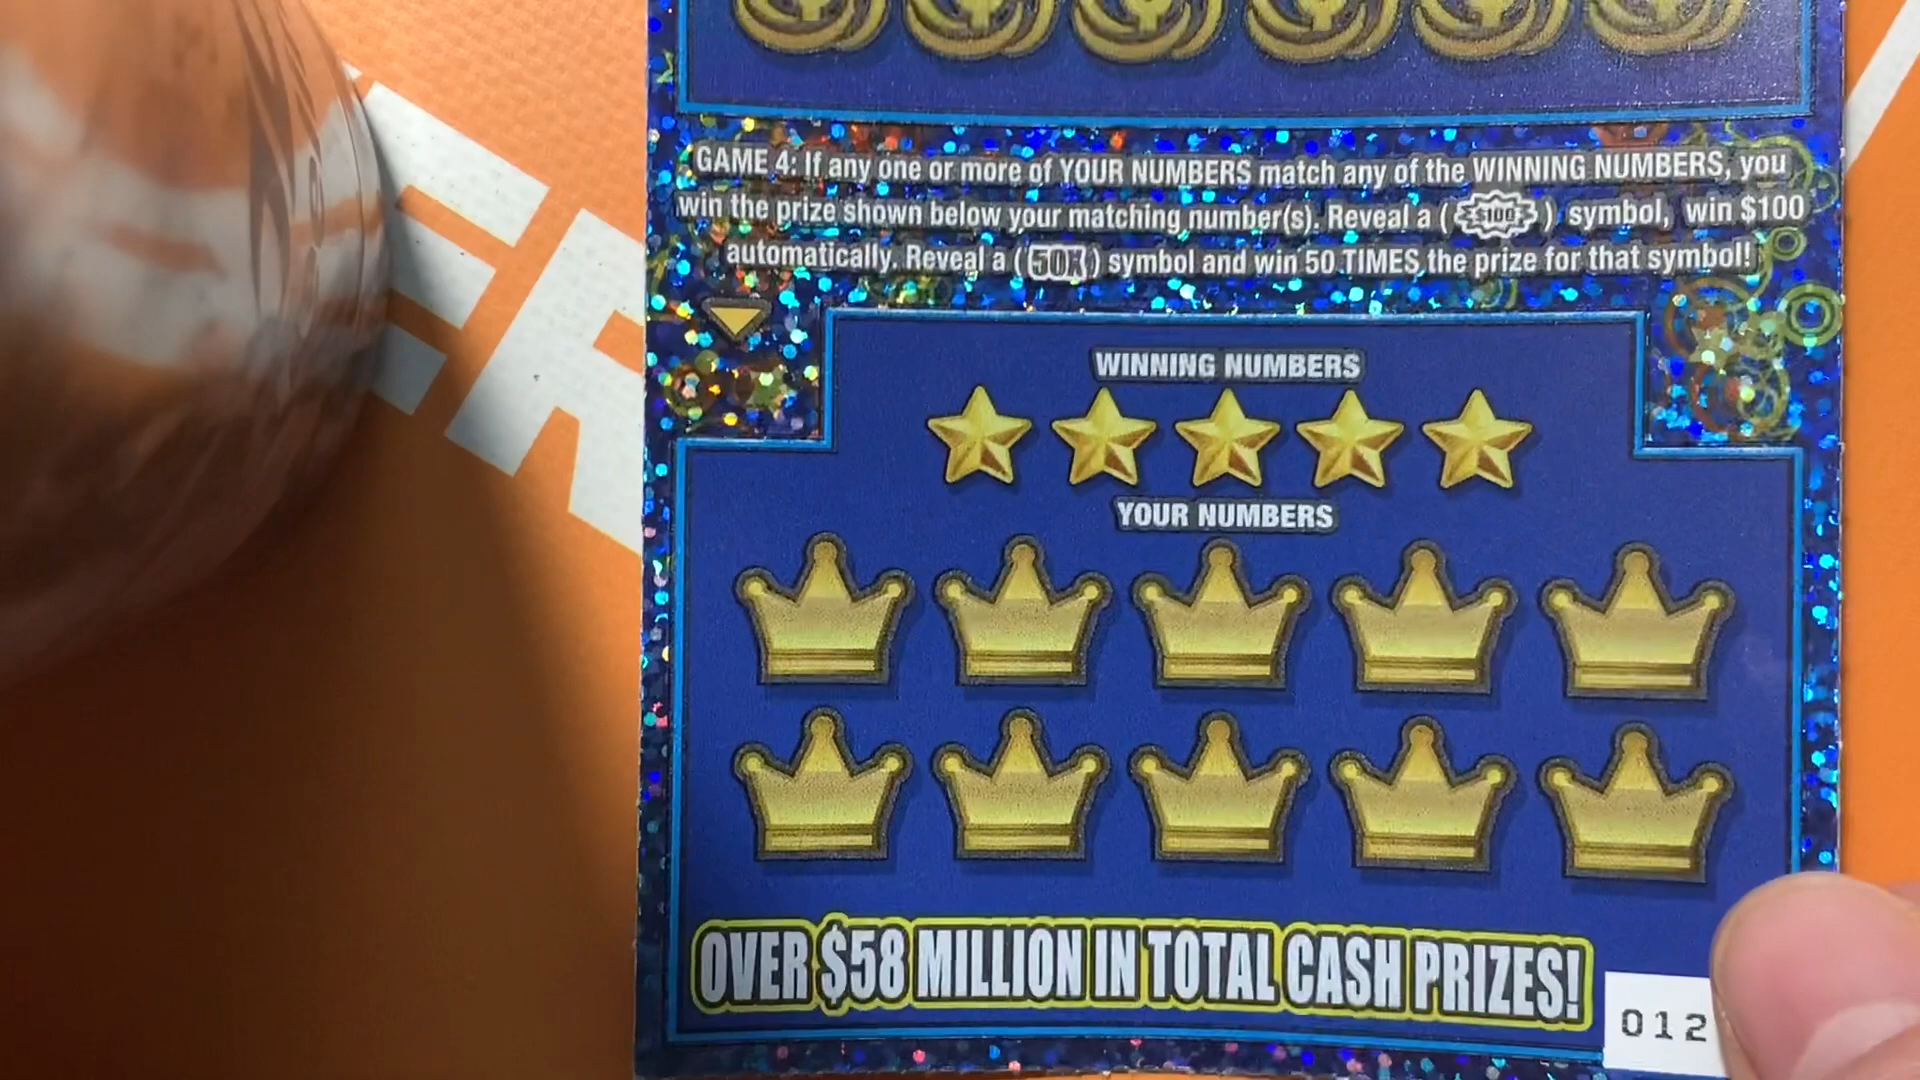 GAME 4: If any one or more of YOUR NUMBERS match any of the WINNING NUMBERS, you
win the prize shown below your matching number(s). Reveal a ($100) symbol, win $100
automatically. Reveal a (50X) symbol and win 50 TIMES the prize for that symbol!
WINNING NUMBERS
YOUR NUMBERS
OVER $58 MILLION IN TOTAL CASH PRIZES!
012